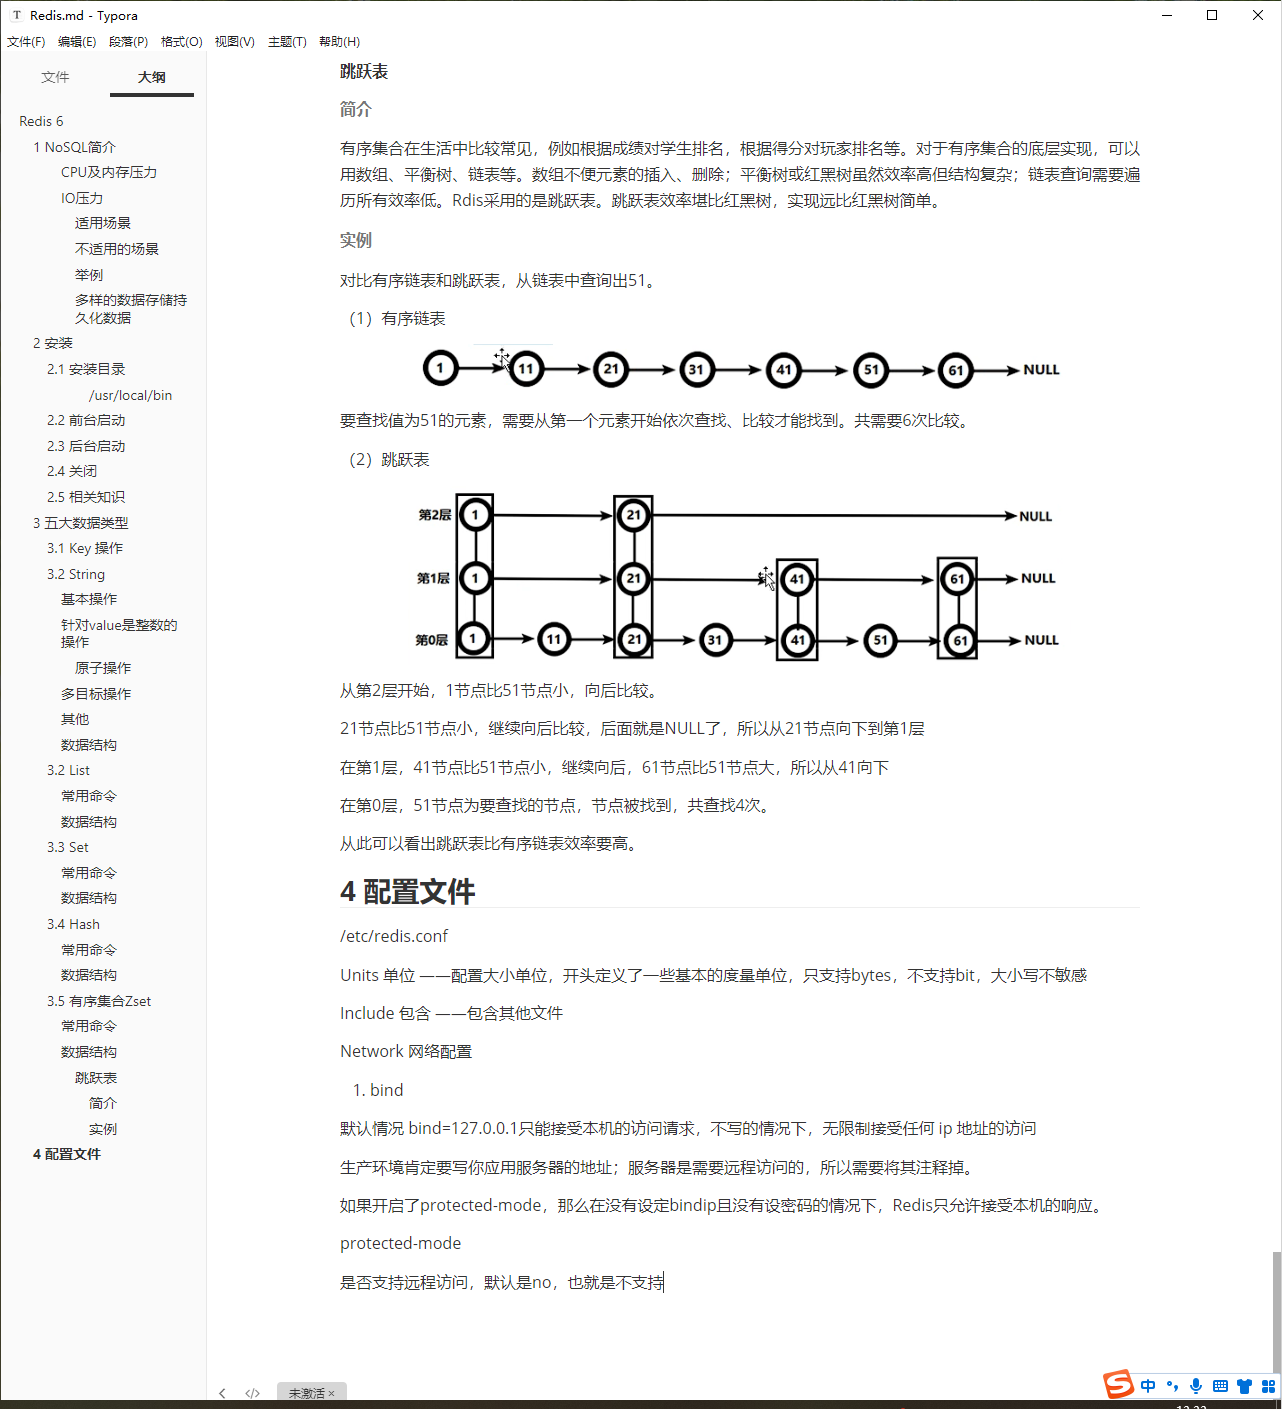 Redis.md - Typora
文件(F) 编辑(E) 段落(P) 格式(O) 视图(V) 主题(T) 帮助(H)
文件 大纲
Redis 6
1 NoSQL简介
CPU及内存压力
IO压力
适用场景
不适用的场景
举例
多样的数据存储持
久化数据
2 安装
2.1 安装目录
/usr/local/bin
2.2 前台启动
2.3 后台启动
2.4 关闭
2.5 相关知识
3 五大数据类型
3.1 Key 操作
3.2 String
基本操作
针对value是整数的
操作
原子操作
多目标操作
其他
数据结构
3.2 List
常用命令
数据结构
3.3 Set
常用命令
数据结构
3.4 Hash
常用命令
数据结构
3.5 有序集合Zset
常用命令
数据结构
跳跃表
简介
实例
4 配置文件
跳跃表
简介
有序集合在生活中比较常见，例如根据成绩对学生排名，根据得分对玩家排名等。对于有序集合的底层实现，可以
用数组、平衡树、链表等。数组不便元素的插入、删除；平衡树或红黑树虽然效率高但结构复杂；链表查询需要遍
历所有效率低。Rdis采用的是跳跃表。跳跃表效率堪比红黑树，实现远比红黑树简单。
实例
对比有序链表和跳跃表，从链表中查询出51。
（1）有序链表
1 11 21 31 41 51 61 NULL
要查找值为51的元素，需要从第一个元素开始依次查找、比较才能找到。共需要6次比较。
（2）跳跃表
第2层 1 21 NULL
第1层 1 21 41 61 NULL
第0层 1 11 21 31 41 51 61 NULL
从第2层开始，1节点比51节点小，向后比较。
21节点比51节点小，继续向后比较，后面就是NULL了，所以从21节点向下到第1层
在第1层，41节点比51节点小，继续向后，61节点比51节点大，所以从41向下
在第0层，51节点为要查找的节点，节点被找到，共查找4次。
从此可以看出跳跃表比有序链表效率要高。
4 配置文件
/etc/redis.conf
Units 单位 ——配置大小单位，开头定义了一些基本的度量单位，只支持bytes，不支持bit，大小写不敏感
Include 包含 ——包含其他文件
Network 网络配置
1. bind
默认情况 bind=127.0.0.1只能接受本机的访问请求，不写的情况下，无限制接受任何 ip 地址的访问
生产环境肯定要写你应用服务器的地址；服务器是需要远程访问的，所以需要将其注释掉。
如果开启了protected-mode，那么在没有设定bindip且没有设密码的情况下，Redis只允许接受本机的响应。
protected-mode
是否支持远程访问，默认是no，也就是不支持
未激活 ×
中